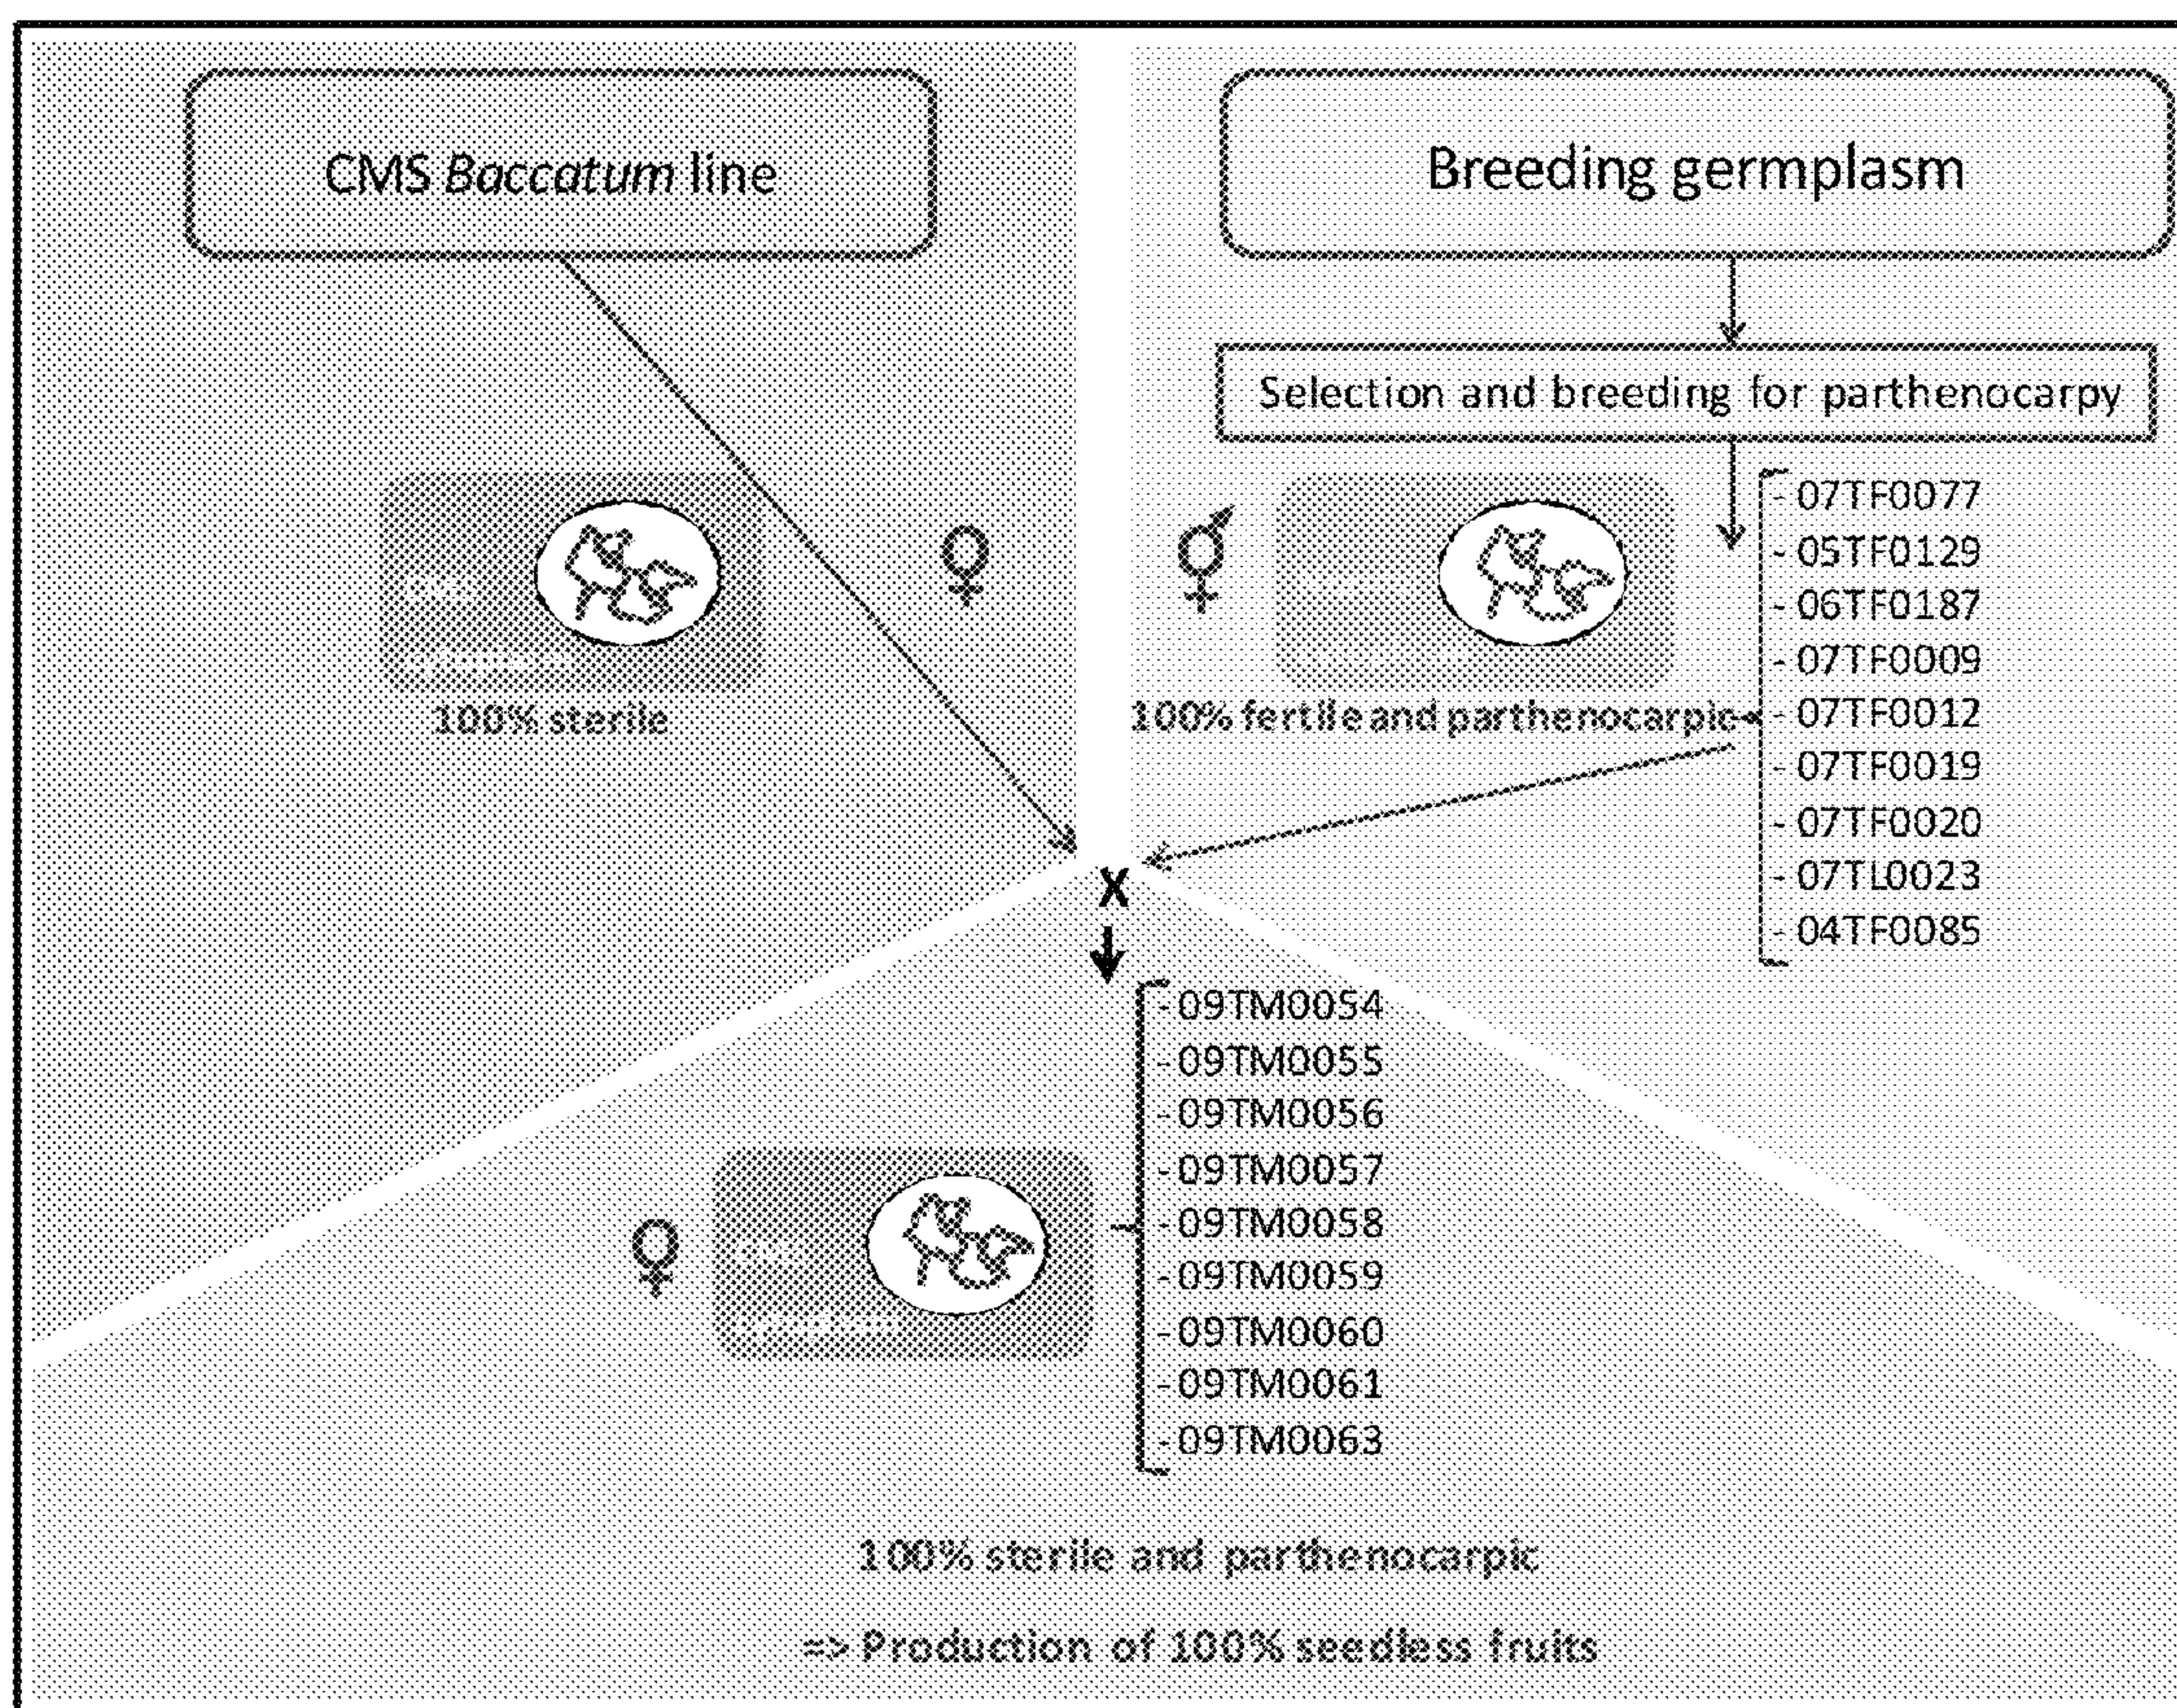 CMS Baccatum line
Breeding germplasm
Selection and breeding for parthenocarpy
- 07TF0077
- 05TF0129
- 06TF0187
- 07TF0009
- 07TF0012
- 07TF0019
- 07TF0020
- 07TL0023
- 04TF0085
♀
⚥
100% sterile
100% fertile and parthenocarpic
X
- 09TM0054
- 09TM0055
- 09TM0056
- 09TM0057
- 09TM0058
- 09TM0059
- 09TM0060
- 09TM0061
- 09TM0063
♀
100% sterile and parthenocarpic
=> Production of 100% seedless fruits